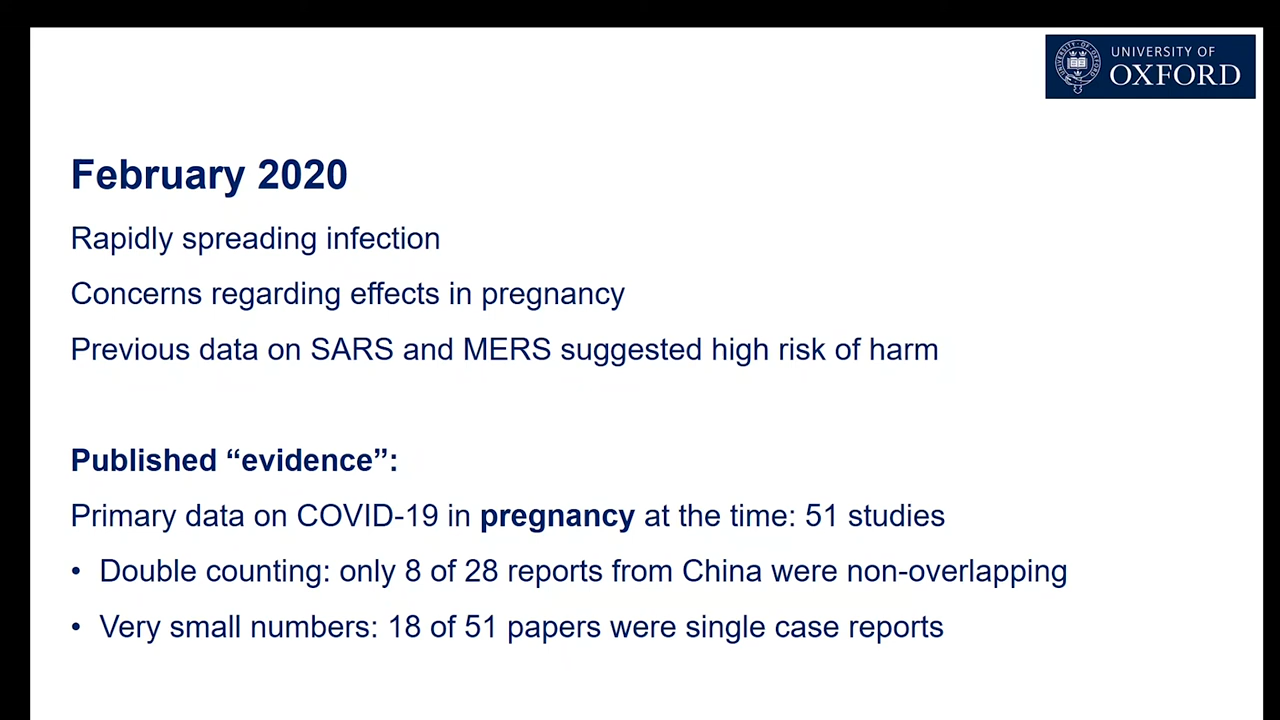 UNIVERSITY OF
OXFORD
February 2020
Rapidly spreading infection
Concerns regarding effects in pregnancy
Previous data on SARS and MERS suggested high risk of harm
Published “evidence”:
Primary data on COVID-19 in pregnancy at the time: 51 studies
• Double counting: only 8 of 28 reports from China were non-overlapping
• Very small numbers: 18 of 51 papers were single case reports